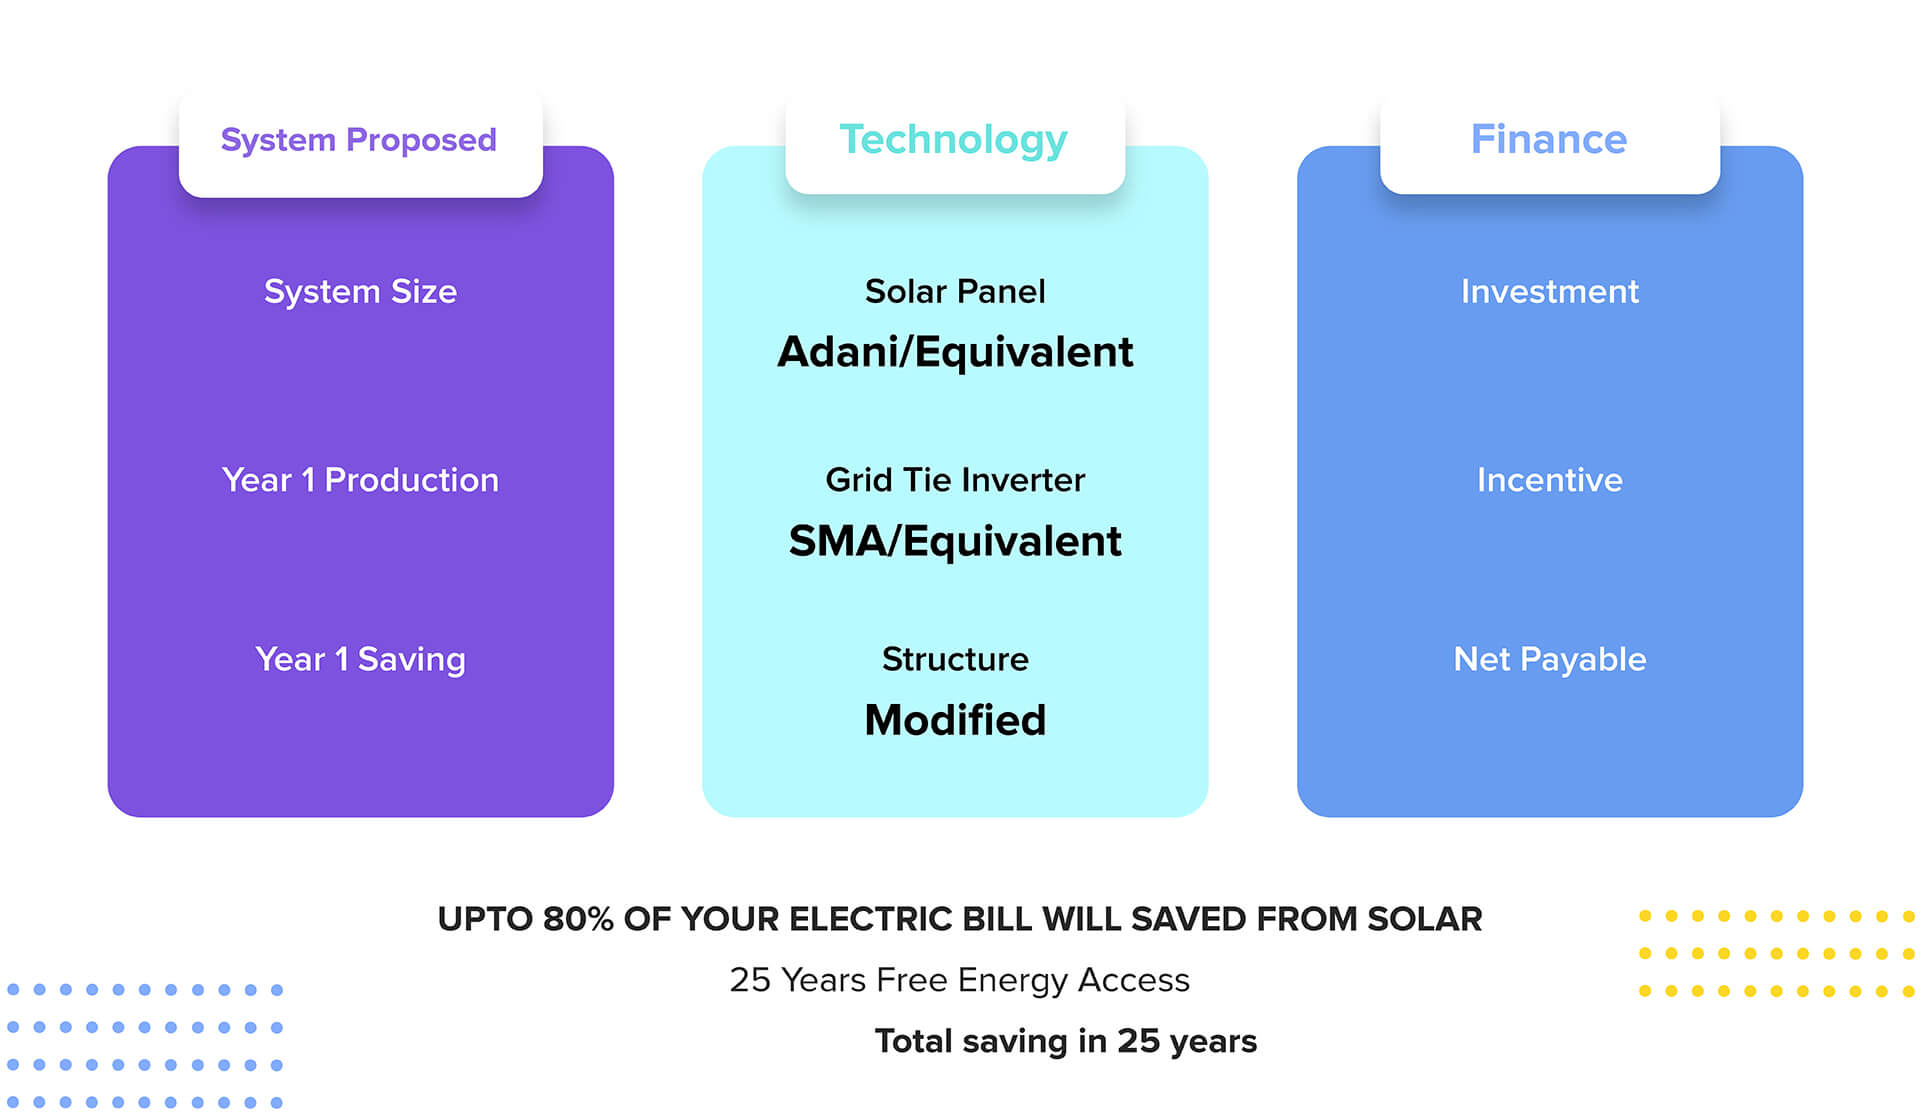 System Proposed
System Size
Year 1 Production
Year 1 Saving
Technology
Solar Panel
Adani/Equivalent
Grid Tie Inverter
SMA/Equivalent
Structure
Modified
Finance
Investment
Incentive
Net Payable
UPTO 80% OF YOUR ELECTRIC BILL WILL SAVED FROM SOLAR
25 Years Free Energy Access
Total saving in 25 years